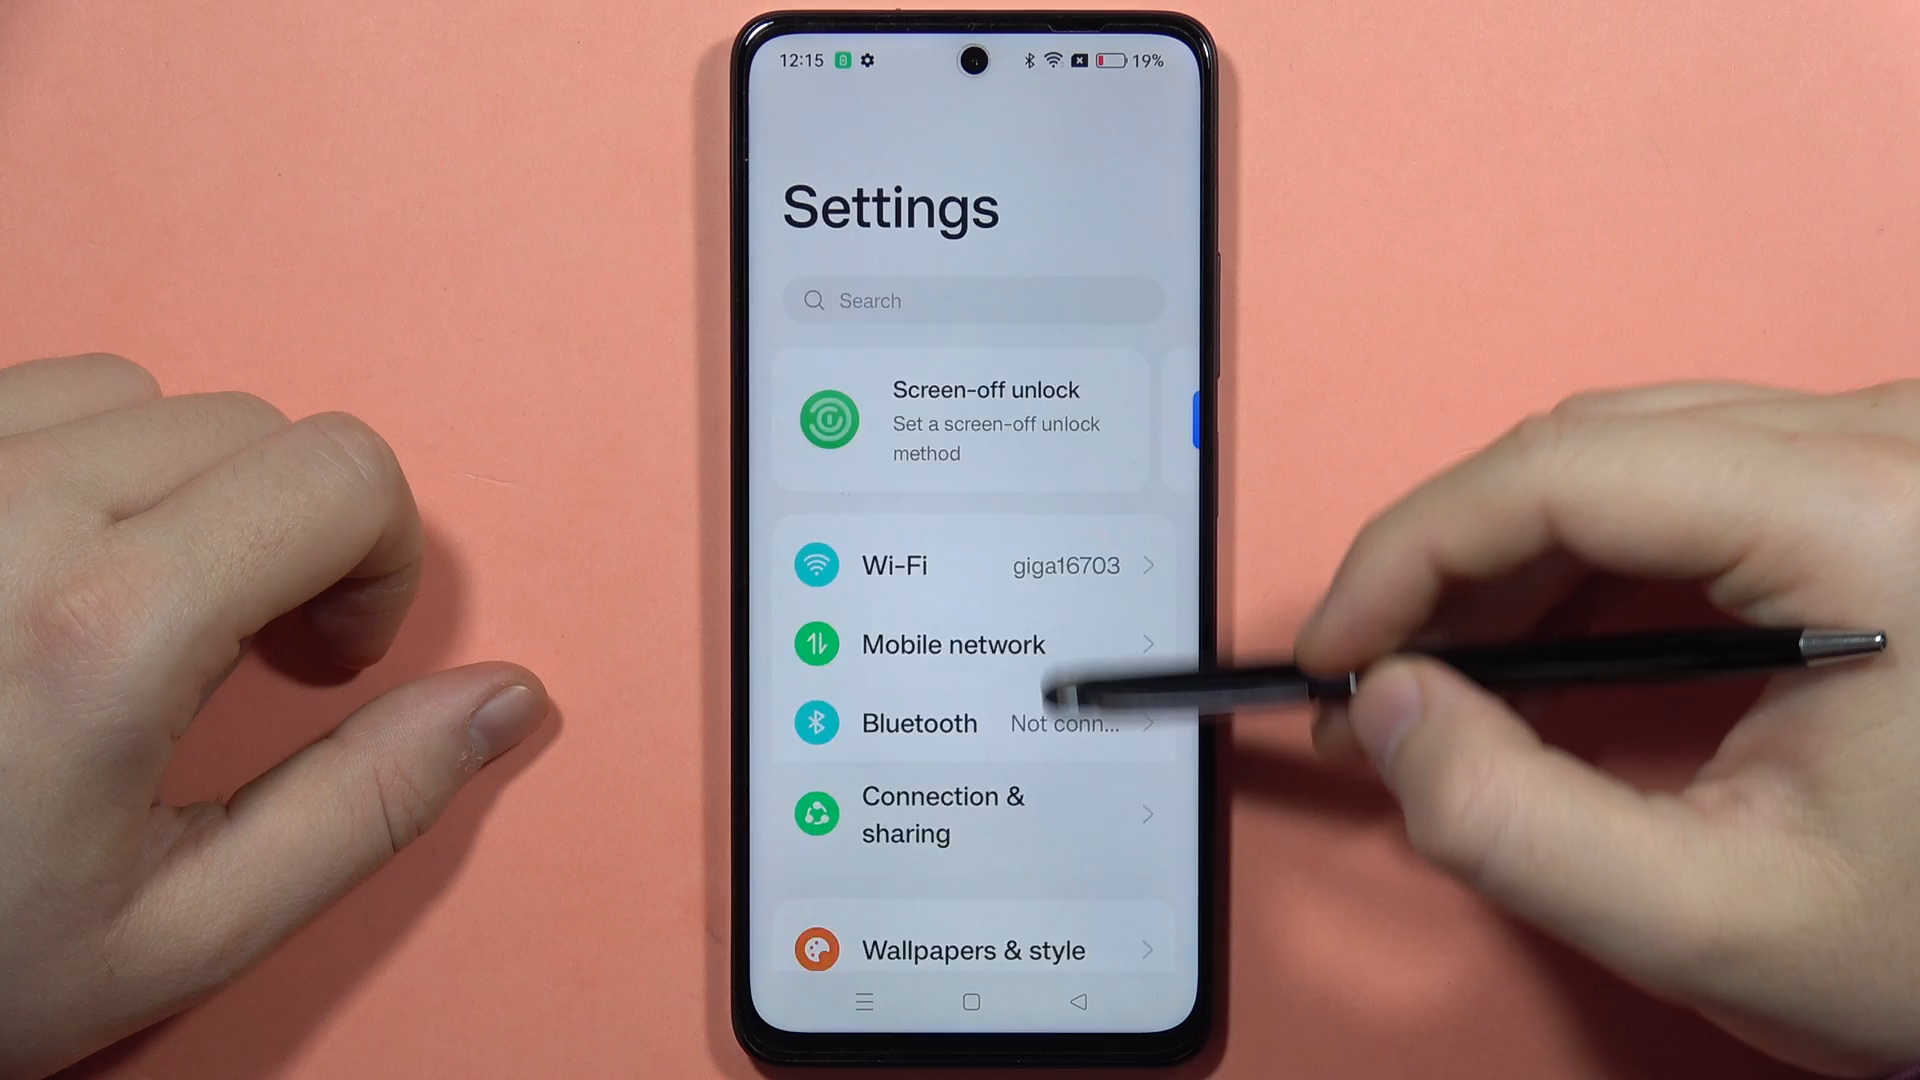 12:15 19%
Settings
Search
Screen-off unlock
Set a screen-off unlock
method
Wi-Fi giga16703
Mobile network
Bluetooth Not conn...
Connection &
sharing
Wallpapers & style